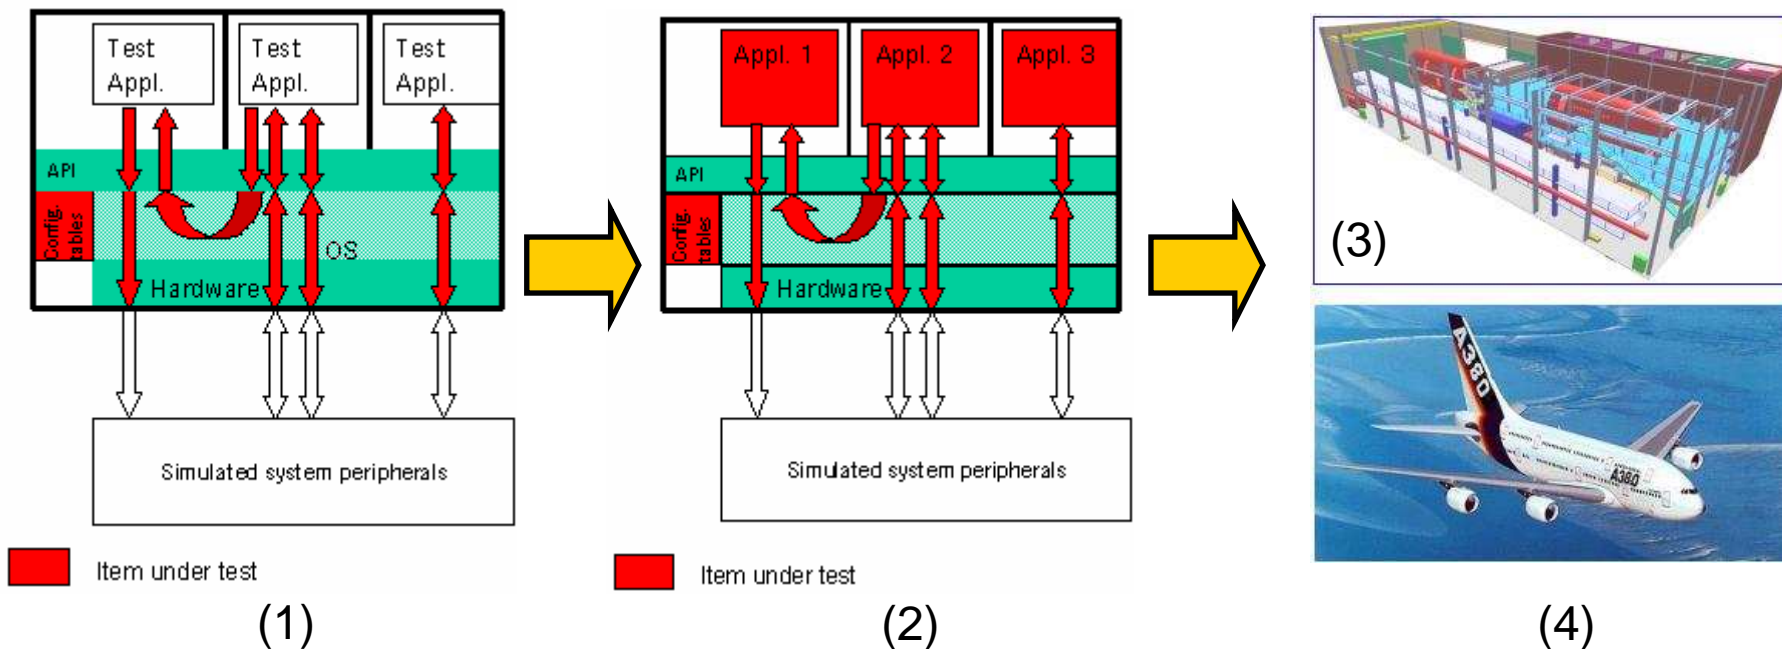 Test
Appl.
Test
Appl.
Test
Appl.
API
Config.
tables
OS
Hardware
Simulated system peripherals
Item under test
(1)
Appl. 1
Appl. 2
Appl. 3
API
Config.
tables
Hardware
Simulated system peripherals
Item under test
(2)
(3)
A380
A380
(4)